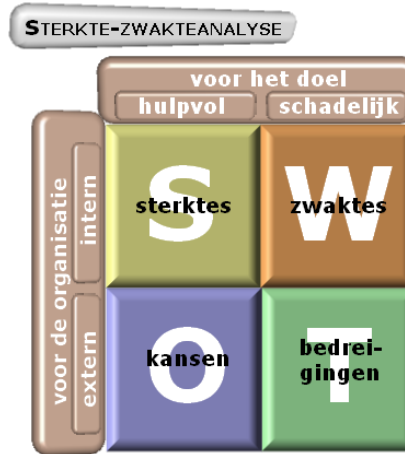 STERKTE-ZWAKTEANALYSE
voor het doel
hulpvol schadelijk
voor de organisatie
intern
extern
S
sterktes
W
zwaktes
O
kansen
T
bedrei-
gingen